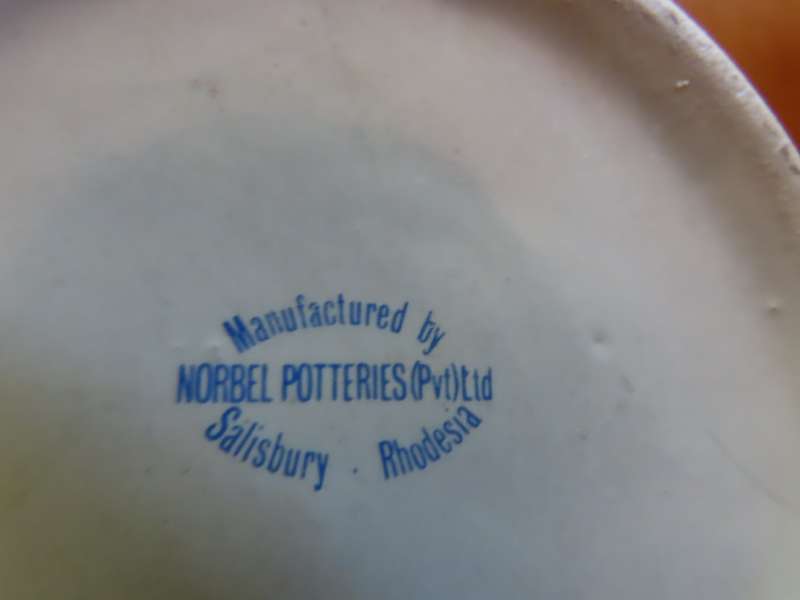 Manufactured by
NORBEL POTTERIES (Pvt) Ltd
Salisbury . Rhodesia